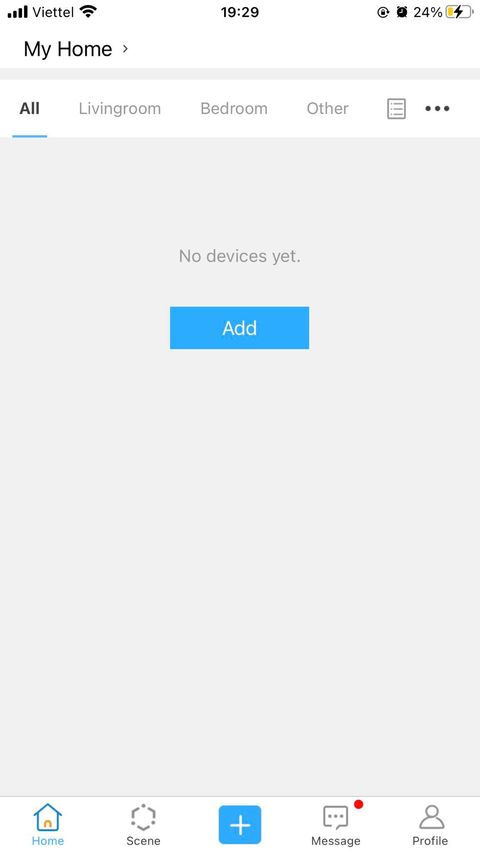 Viettel 19:29 24%
My Home
All Livingroom Bedroom Other
No devices yet.
Add
Home Scene Message Profile